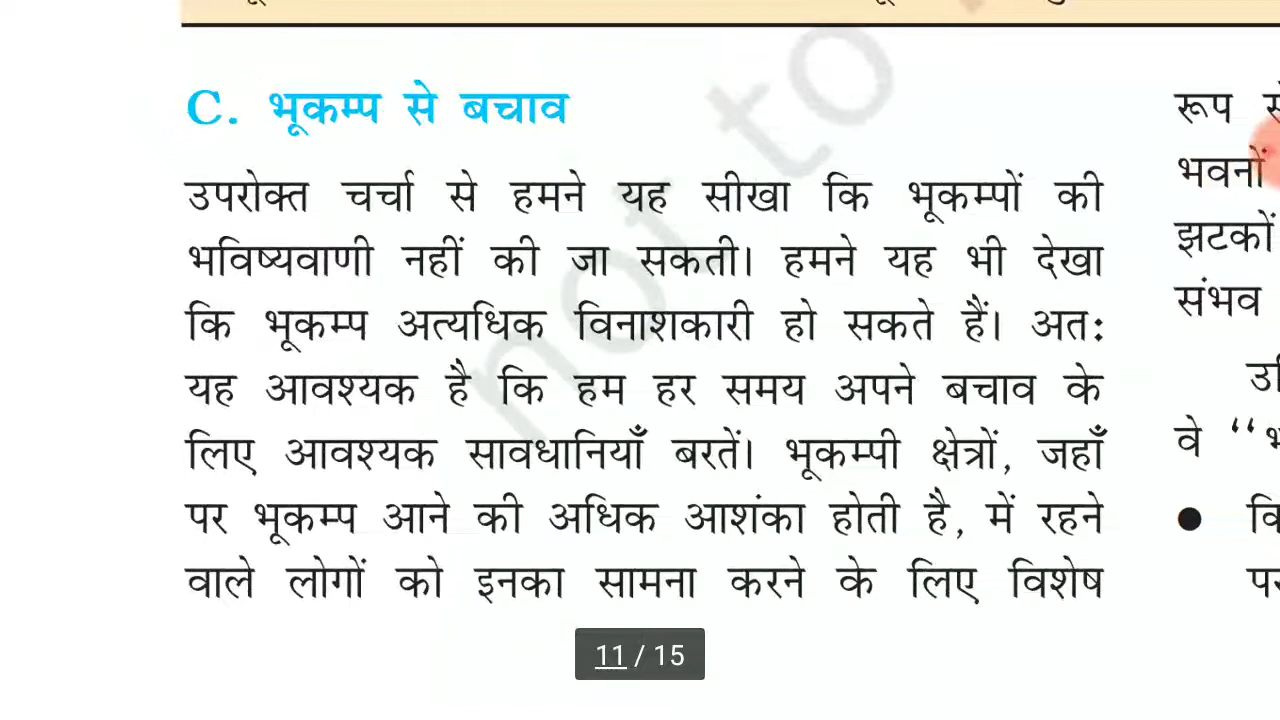 C. भूकम्प से बचाव
उपरोक्त चर्चा से हमने यह सीखा कि भूकम्पों की
भविष्यवाणी नहीं की जा सकती। हमने यह भी देखा
कि भूकम्प अत्यधिक विनाशकारी हो सकते हैं। अतः
यह आवश्यक है कि हम हर समय अपने बचाव के
लिए आवश्यक सावधानियाँ बरतें। भूकम्पी क्षेत्रों, जहाँ
पर भूकम्प आने की अधिक आशंका होती है, में रहने
वाले लोगों को इनका सामना करने के लिए विशेष
रूप
भवनों
झटकों
संभव
वे
not to
11 / 15